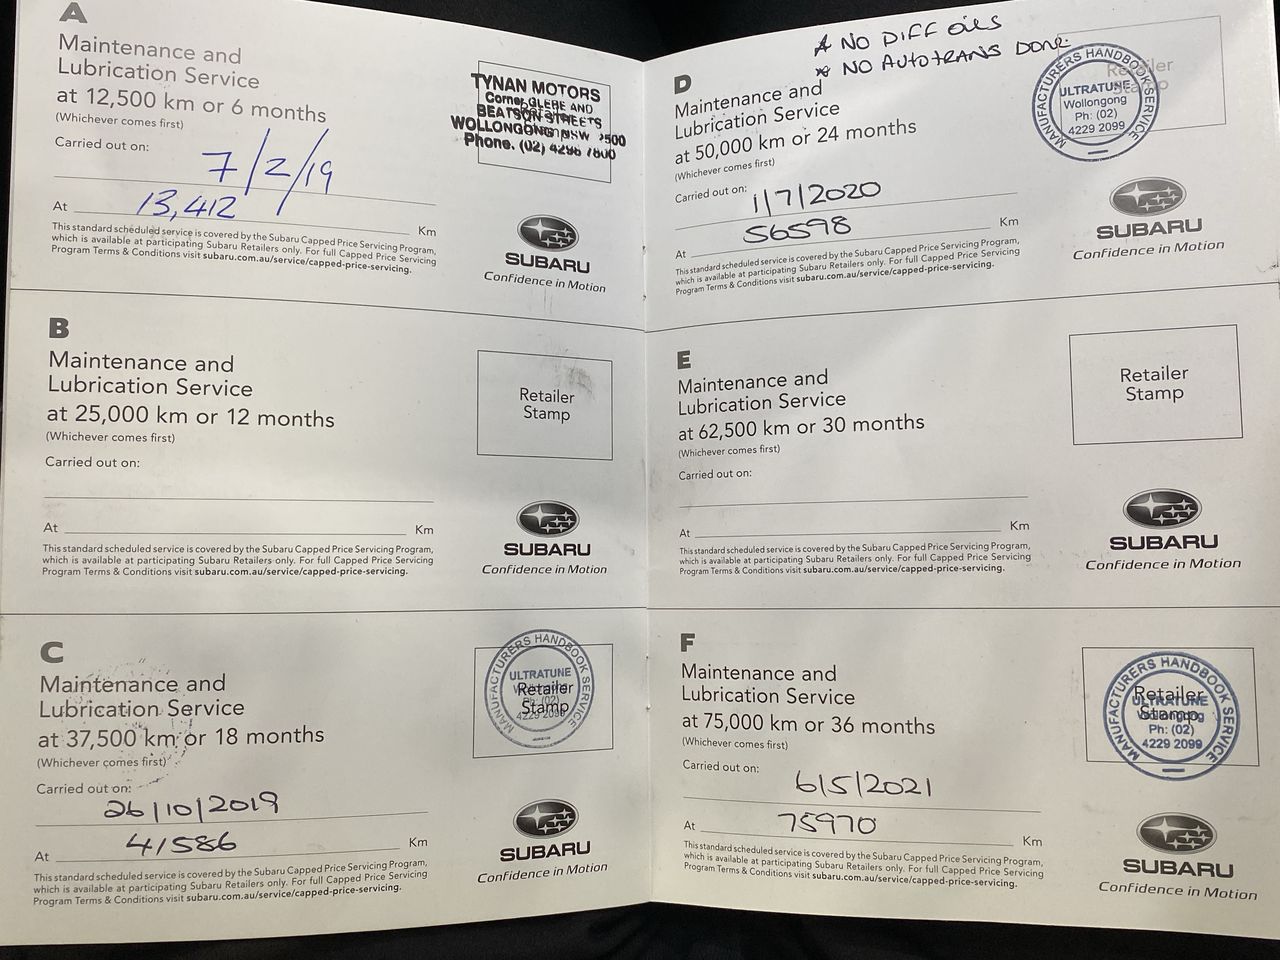 A
Maintenance and
Lubrication Service
at 12,500 km or 6 months
(Whichever comes first)
Carried out on:
7/2/19
At 13,412 Km
This standard scheduled service is covered by the Subaru Capped Price Servicing Program,
which is available at participating Subaru Retailers only. For full Capped Price Servicing
Program Terms & Conditions visit subaru.com.au/service/capped-price-servicing.
TYNAN MOTORS
Corner GLEBE AND
BEATSON STREETS
WOLLONGONG NSW 2500
Phone. (02)
SUBARU
Confidence in Motion
B
Maintenance and
Lubrication Service
at 25,000 km or 12 months
(Whichever comes first)
Carried out on:
At Km
This standard scheduled service is covered by the Subaru Capped Price Servicing Program,
which is available at participating Subaru Retailers only. For full Capped Price Servicing
Program Terms & Conditions visit subaru.com.au/service/capped-price-servicing.
Retailer
Stamp
SUBARU
Confidence in Motion
C
Maintenance and
Lubrication Service
at 37,500 km or 18 months
(Whichever comes first)
Carried out on:
26/10/2019
At 41586 Km
This standard scheduled service is covered by the Subaru Capped Price Servicing Program,
which is available at participating Subaru Retailers only. For full Capped Price Servicing
Program Terms & Conditions visit subaru.com.au/service/capped-price-servicing.
MANUFACTURERS HANDBOOK SERVICE
ULTRATUNE
Retailer
Stamp
Ph: (02)
4229 2099
SUBARU
Confidence in Motion
* NO DIFF OILS
* NO AUTOTRANS DONE.
D
Maintenance and
Lubrication Service
at 50,000 km or 24 months
(Whichever comes first)
Carried out on:
1/7/2020
At 56598 Km
This standard scheduled service is covered by the Subaru Capped Price Servicing Program,
which is available at participating Subaru Retailers only. For full Capped Price Servicing
Program Terms & Conditions visit subaru.com.au/service/capped-price-servicing.
Retailer
Stamp
MANUFACTURERS HANDBOOK SERVICE
ULTRATUNE
Wollongong
Ph: (02)
4229 2099
SUBARU
Confidence in Motion
E
Maintenance and
Lubrication Service
at 62,500 km or 30 months
(Whichever comes first)
Carried out on:
At Km
This standard scheduled service is covered by the Subaru Capped Price Servicing Program,
which is available at participating Subaru Retailers only. For full Capped Price Servicing
Program Terms & Conditions visit subaru.com.au/service/capped-price-servicing.
Retailer
Stamp
SUBARU
Confidence in Motion
F
Maintenance and
Lubrication Service
at 75,000 km or 36 months
(Whichever comes first)
Carried out on:
6/5/2021
At 75970 Km
This standard scheduled service is covered by the Subaru Capped Price Servicing Program,
which is available at participating Subaru Retailers only. For full Capped Price Servicing
Program Terms & Conditions visit subaru.com.au/service/capped-price-servicing.
MANUFACTURERS HANDBOOK SERVICE
Retailer
Stamp
ULTRATUNE
Wollongong
Ph: (02)
4229 2099
SUBARU
Confidence in Motion